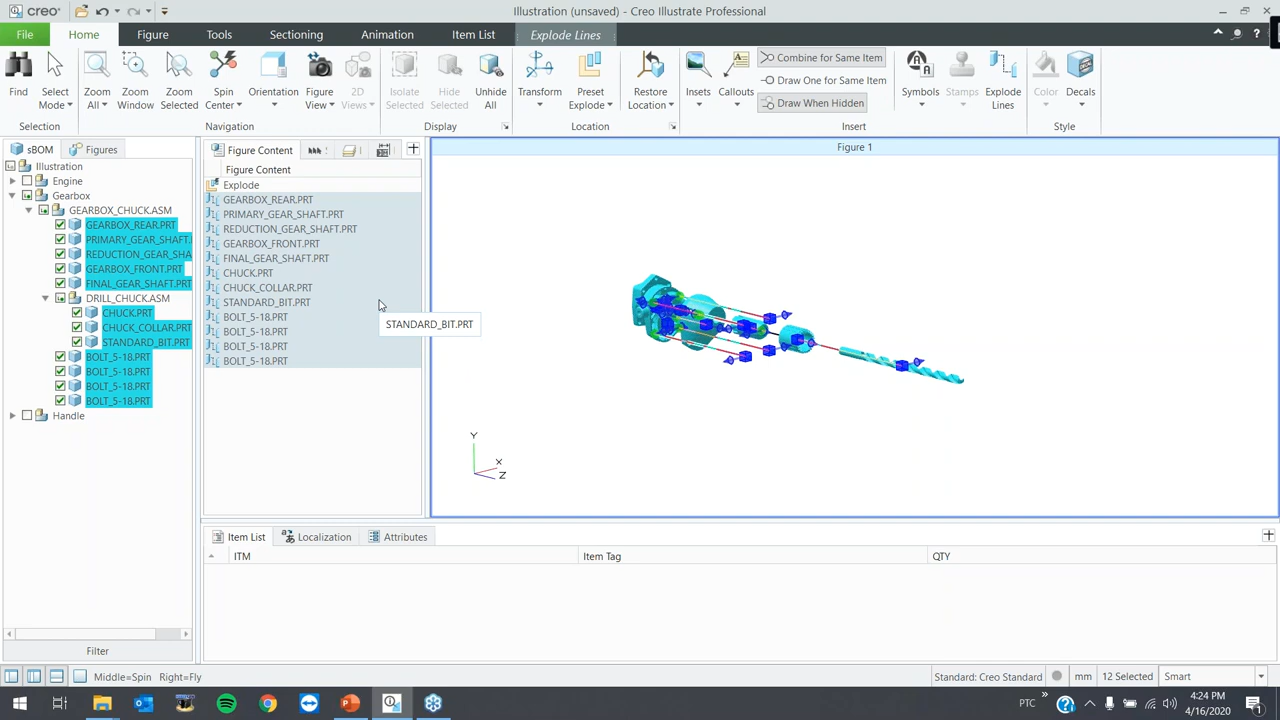 creo
Illustration (unsaved) - Creo Illustrate Professional
File
Home
Figure
Tools
Sectioning
Animation
Item List
Explode Lines
Find
Select Mode
Zoom All
Zoom Window
Zoom Selected
Spin Center
Orientation
Figure View
2D Views
Isolate Selected
Hide Selected
Unhide All
Transform
Preset Explode
Restore Location
Inserts
Callouts
Combine for Same Item
Draw One for Same Item
Draw When Hidden
Symbols
Stamps
Explode Lines
Color
Decals
Selection
Navigation
Display
Location
Insert
Style
sBOM
Figures
Illustration
Engine
Gearbox
GEARBOX_CHUCK.ASM
GEARBOX_REAR.PRT
PRIMARY_GEAR_SHAFT.
REDUCTION_GEAR_SHA
GEARBOX_FRONT.PRT
FINAL_GEAR_SHAFT.PRT
DRILL_CHUCK.ASM
CHUCK.PRT
CHUCK_COLLAR.PRT
STANDARD_BIT.PRT
BOLT_5-18.PRT
BOLT_5-18.PRT
BOLT_5-18.PRT
BOLT_5-18.PRT
Handle
Filter
Figure Content
Figure Content
Explode
GEARBOX_REAR.PRT
PRIMARY_GEAR_SHAFT.PRT
REDUCTION_GEAR_SHAFT.PRT
GEARBOX_FRONT.PRT
FINAL_GEAR_SHAFT.PRT
CHUCK.PRT
CHUCK_COLLAR.PRT
STANDARD_BIT.PRT
BOLT_5-18.PRT
BOLT_5-18.PRT
BOLT_5-18.PRT
BOLT_5-18.PRT
STANDARD_BIT.PRT
Figure 1
Y
X
Z
Item List
Localization
Attributes
ITM
Item Tag
QTY
Middle=Spin Right=Fly
Standard: Creo Standard
mm
12 Selected
Smart
PTC
4:24 PM
4/16/2020